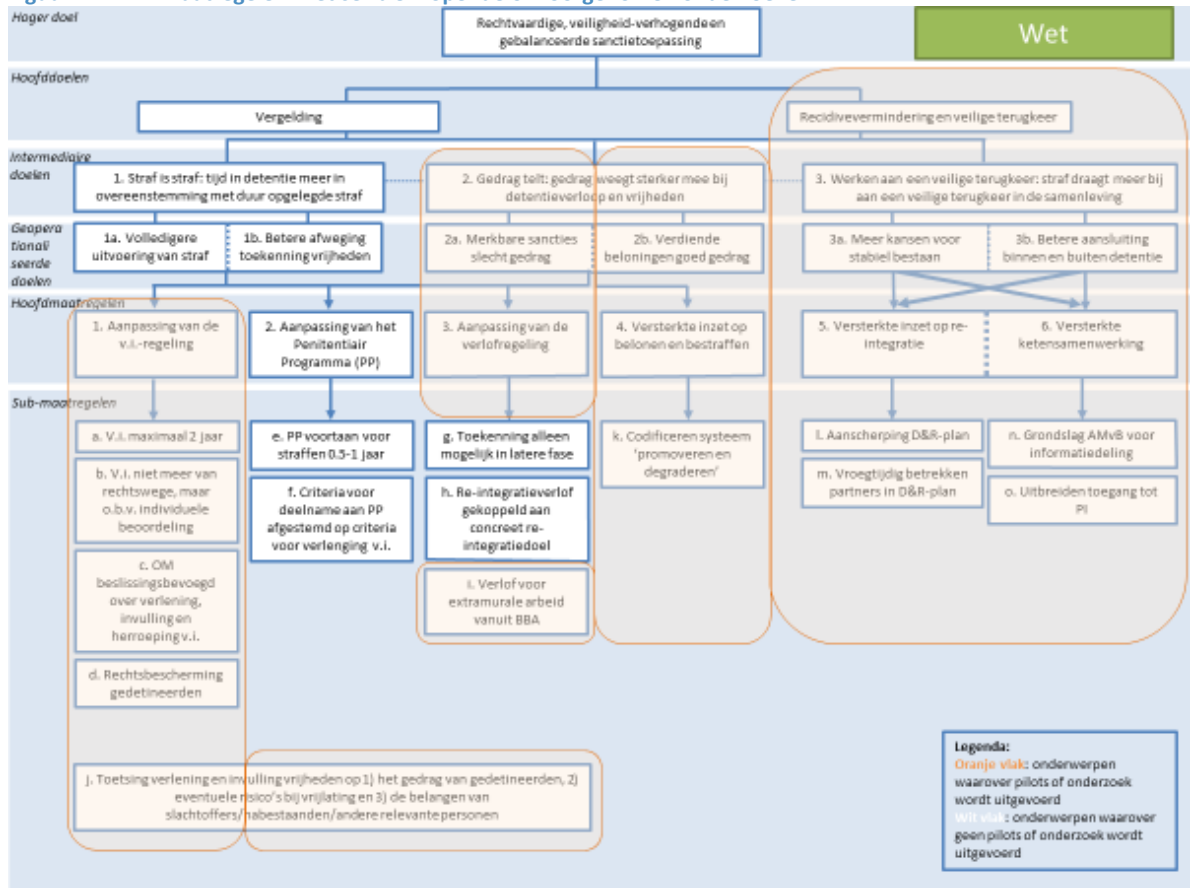 Hoger doel
Rechtvaardige, veiligheid-verhogende en
gebalanceerde sanctietoepassing
Wet
Hoofddoelen
Vergelding
Recidivevermindering en veilige terugkeer
Intermediaire
doelen
1. Straf is straf: tijd in detentie meer in
overeenstemming met duur opgelegde straf
2. Gedrag telt: gedrag weegt sterker mee bij
detentieverloop en vrijheden
3. Werken aan een veilige terugkeer: straf draagt meer bij
aan een veilige terugkeer in de samenleving
Geopera
tionali
seerde
doelen
1a. Volledigere
uitvoering van straf
1b. Betere afweging
toekenning vrijheden
2a. Merkbare sancties
slecht gedrag
2b. Verdiende
beloningen goed gedrag
3a. Meer kansen voor
stabiel bestaan
3b. Betere aansluiting
binnen en buiten detentie
Hoofdmaatregelen
1. Aanpassing van de
v.i.-regeling
2. Aanpassing van het
Penitentiair
Programma (PP)
3. Aanpassing van de
verlofregeling
4. Versterkte inzet op
belonen en bestraffen
5. Versterkte inzet op re-
integratie
6. Versterkte
ketensamenwerking
Sub-maatregelen
a. V.i. maximaal 2 jaar
b. V.i. niet meer van
rechtswege, maar
o.b.v. individuele
beoordeling
c. OM
beslissingsbevoegd
over verlening,
invulling en
herroeping v.i.
d. Rechtsbescherming
gedetineerden
e. PP voortaan voor
straffen 0.5-1 jaar
f. Criteria voor
deelname aan PP
afgestemd op criteria
voor verlenging v.i.
g. Toekenning alleen
mogelijk in latere fase
h. Re-integratieverlof
gekoppeld aan
concreet re-
integratiedoel
i. Verlof voor
extramurale arbeid
vanuit BBA
k. Codificeren systeem
'promoveren en
degraderen'
l. Aanscherping D&R-plan
m. Vroegtijdig betrekken
partners in D&R-plan
n. Grondslag AMvB voor
informatiedeling
o. Uitbreiden toegang tot
PI
j. Toetsing verlening en invulling vrijheden op 1) het gedrag van gedetineerden, 2)
eventuele risico's bij vrijlating en 3) de belangen van
slachtoffers/nabestaanden/andere relevante personen
Legenda:
Oranje vlak: onderwerpen
waarover pilots of onderzoek
wordt uitgevoerd
Wit vlak: onderwerpen waarover
geen pilots of onderzoek wordt
uitgevoerd